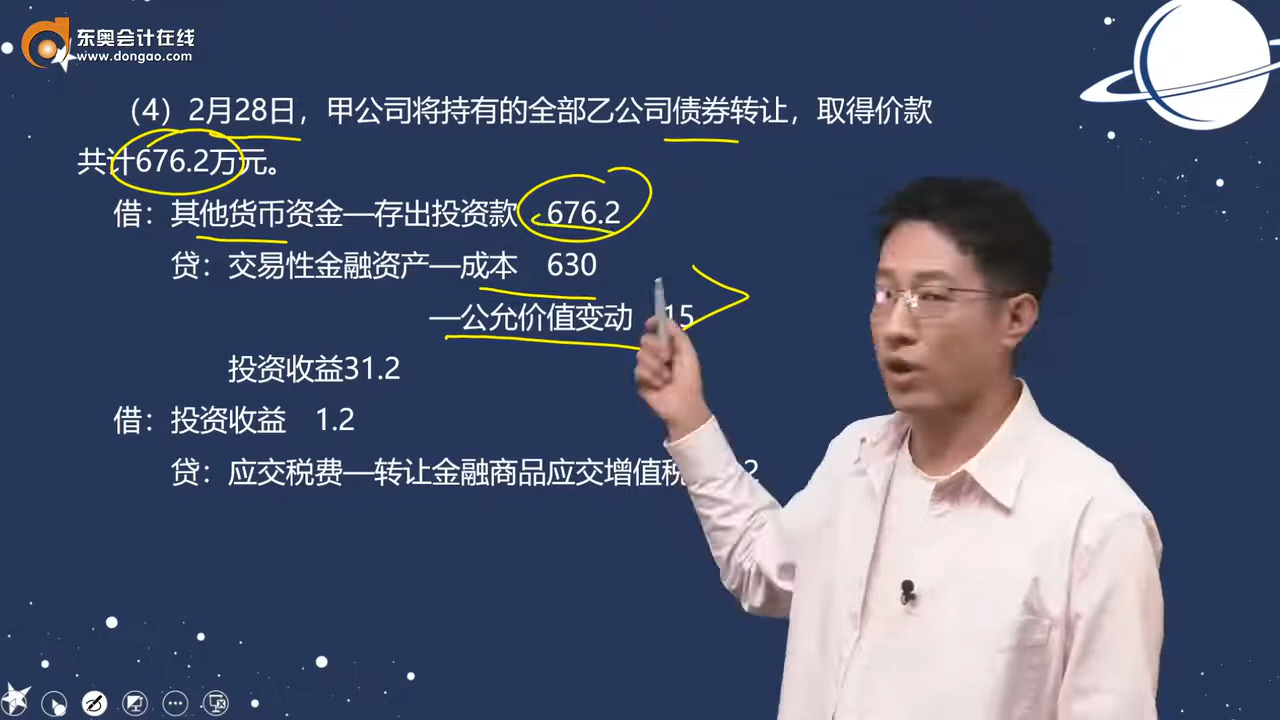 东奥会计在线
www.dongao.com
（4）2月28日，甲公司将持有的全部乙公司债券转让，取得价款
共计676.2万元。
借：其他货币资金—存出投资款 676.2
贷：交易性金融资产—成本 630
—公允价值变动 15
投资收益31.2
借：投资收益 1.2
贷：应交税费—转让金融商品应交增值税 2